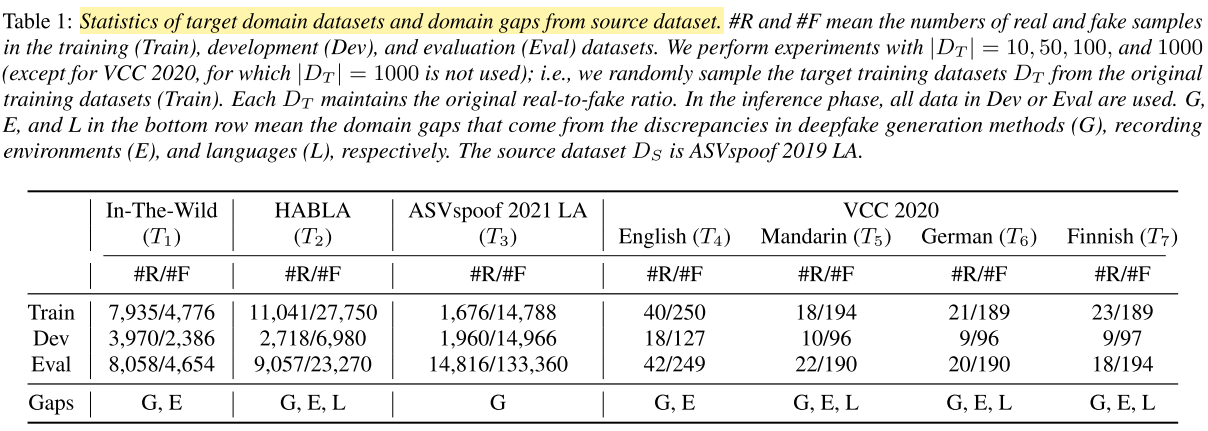 Table 1: Statistics of target domain datasets and domain gaps from source dataset. #R and #F mean the numbers of real and fake samples
in the training (Train), development (Dev), and evaluation (Eval) datasets. We perform experiments with |D_T| = 10, 50, 100, and 1000
(except for VCC 2020, for which |D_T| = 1000 is not used); i.e., we randomly sample the target training datasets D_T from the original
training datasets (Train). Each D_T maintains the original real-to-fake ratio. In the inference phase, all data in Dev or Eval are used. G,
E, and L in the bottom row mean the domain gaps that come from the discrepancies in deepfake generation methods (G), recording
environments (E), and languages (L), respectively. The source dataset D_S is ASVspoof 2019 LA.
In-The-Wild HABLA ASVspoof 2021 LA VCC 2020
(T_1) (T_2) (T_3) English (T_4) Mandarin (T_5) German (T_6) Finnish (T_7)
#R/#F #R/#F #R/#F #R/#F #R/#F #R/#F #R/#F
Train 7,935/4,776 11,041/27,750 1,676/14,788 40/250 18/194 21/189 23/189
Dev 3,970/2,386 2,718/6,980 1,960/14,966 18/127 10/96 9/96 9/97
Eval 8,058/4,654 9,057/23,270 14,816/133,360 42/249 22/190 20/190 18/194
Gaps G, E G, E, L G G, E G, E, L G, E, L G, E, L